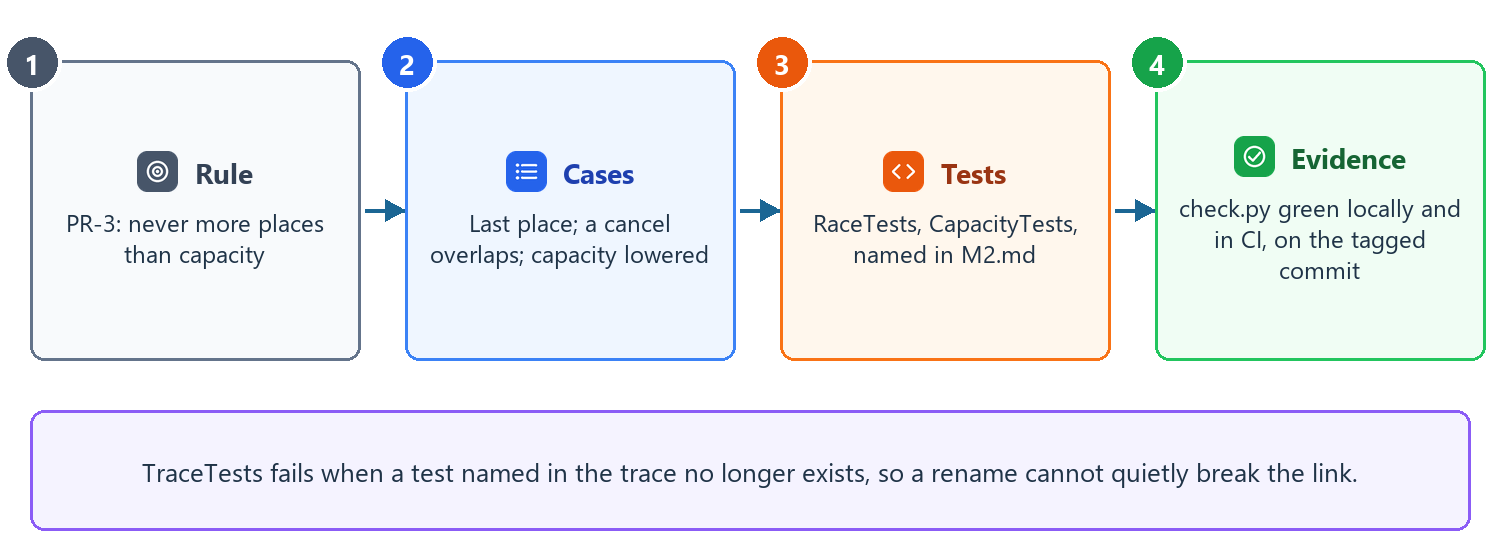 1
Rule
PR-3: never more places
than capacity
2
Cases
Last place; a cancel
overlaps; capacity lowered
3
Tests
RaceTests, CapacityTests,
named in M2.md
4
Evidence
check.py green locally and
in CI, on the tagged
commit
TraceTests fails when a test named in the trace no longer exists, so a rename cannot quietly break the link.